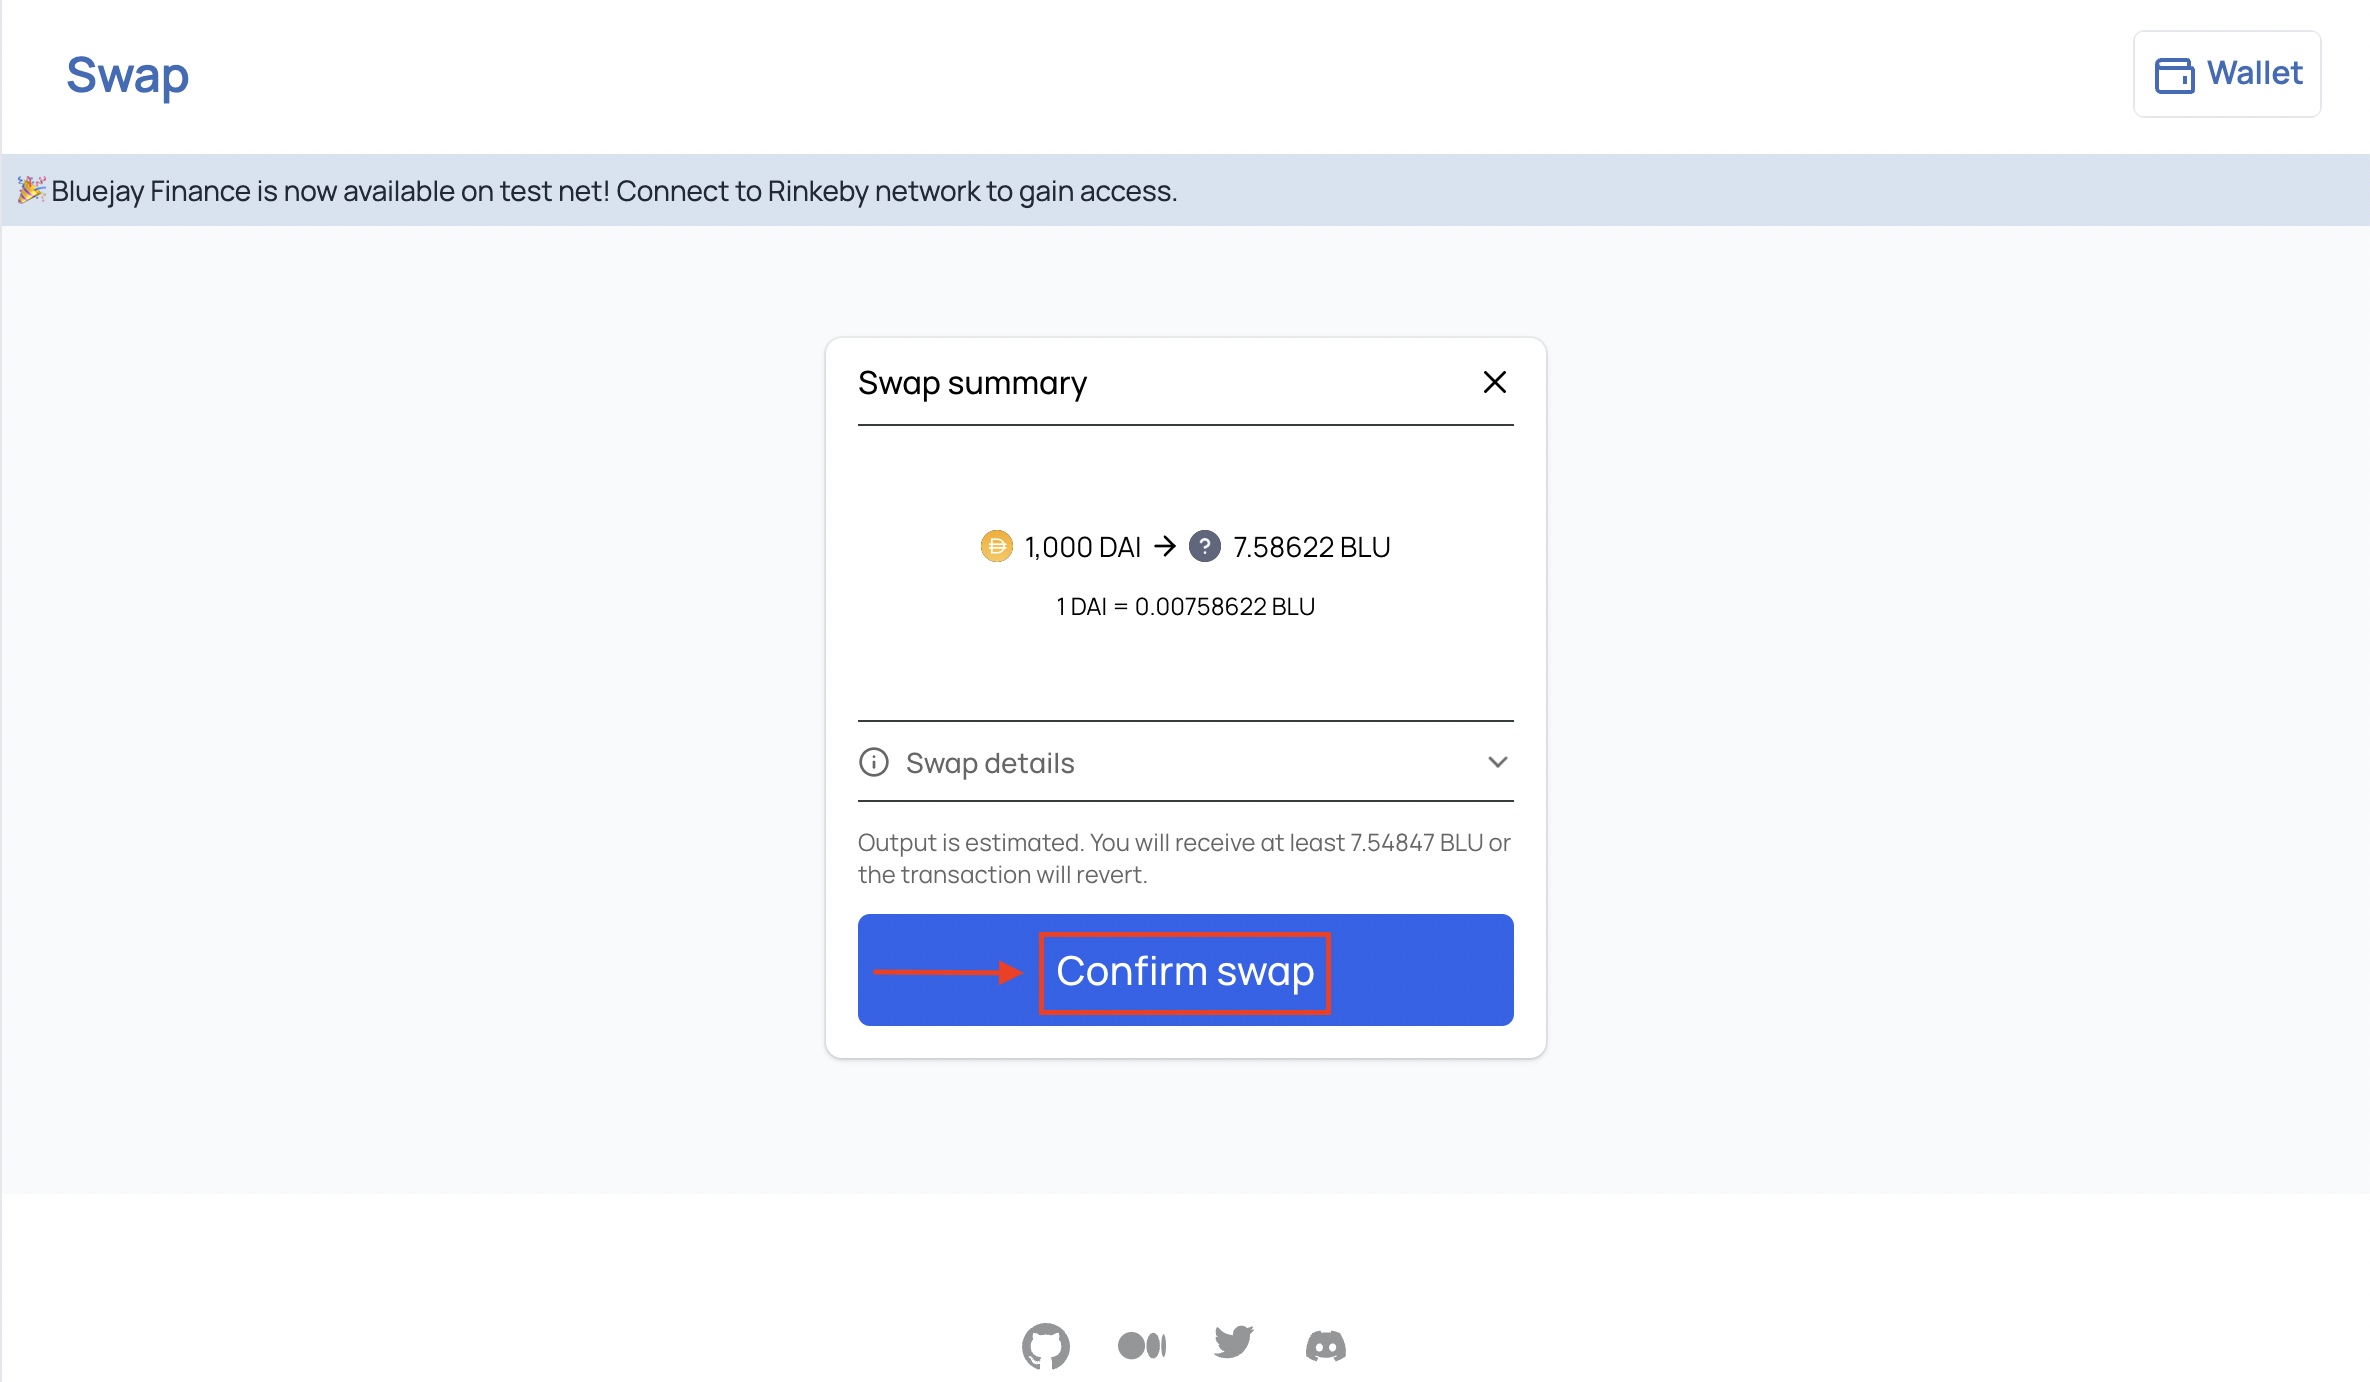 Swap
Wallet
🎉 Bluejay Finance is now available on test net! Connect to Rinkeby network to gain access.
Swap summary
1,000 DAI → ? 7.58622 BLU
1 DAI = 0.00758622 BLU
Swap details
Output is estimated. You will receive at least 7.54847 BLU or
the transaction will revert.
Confirm swap